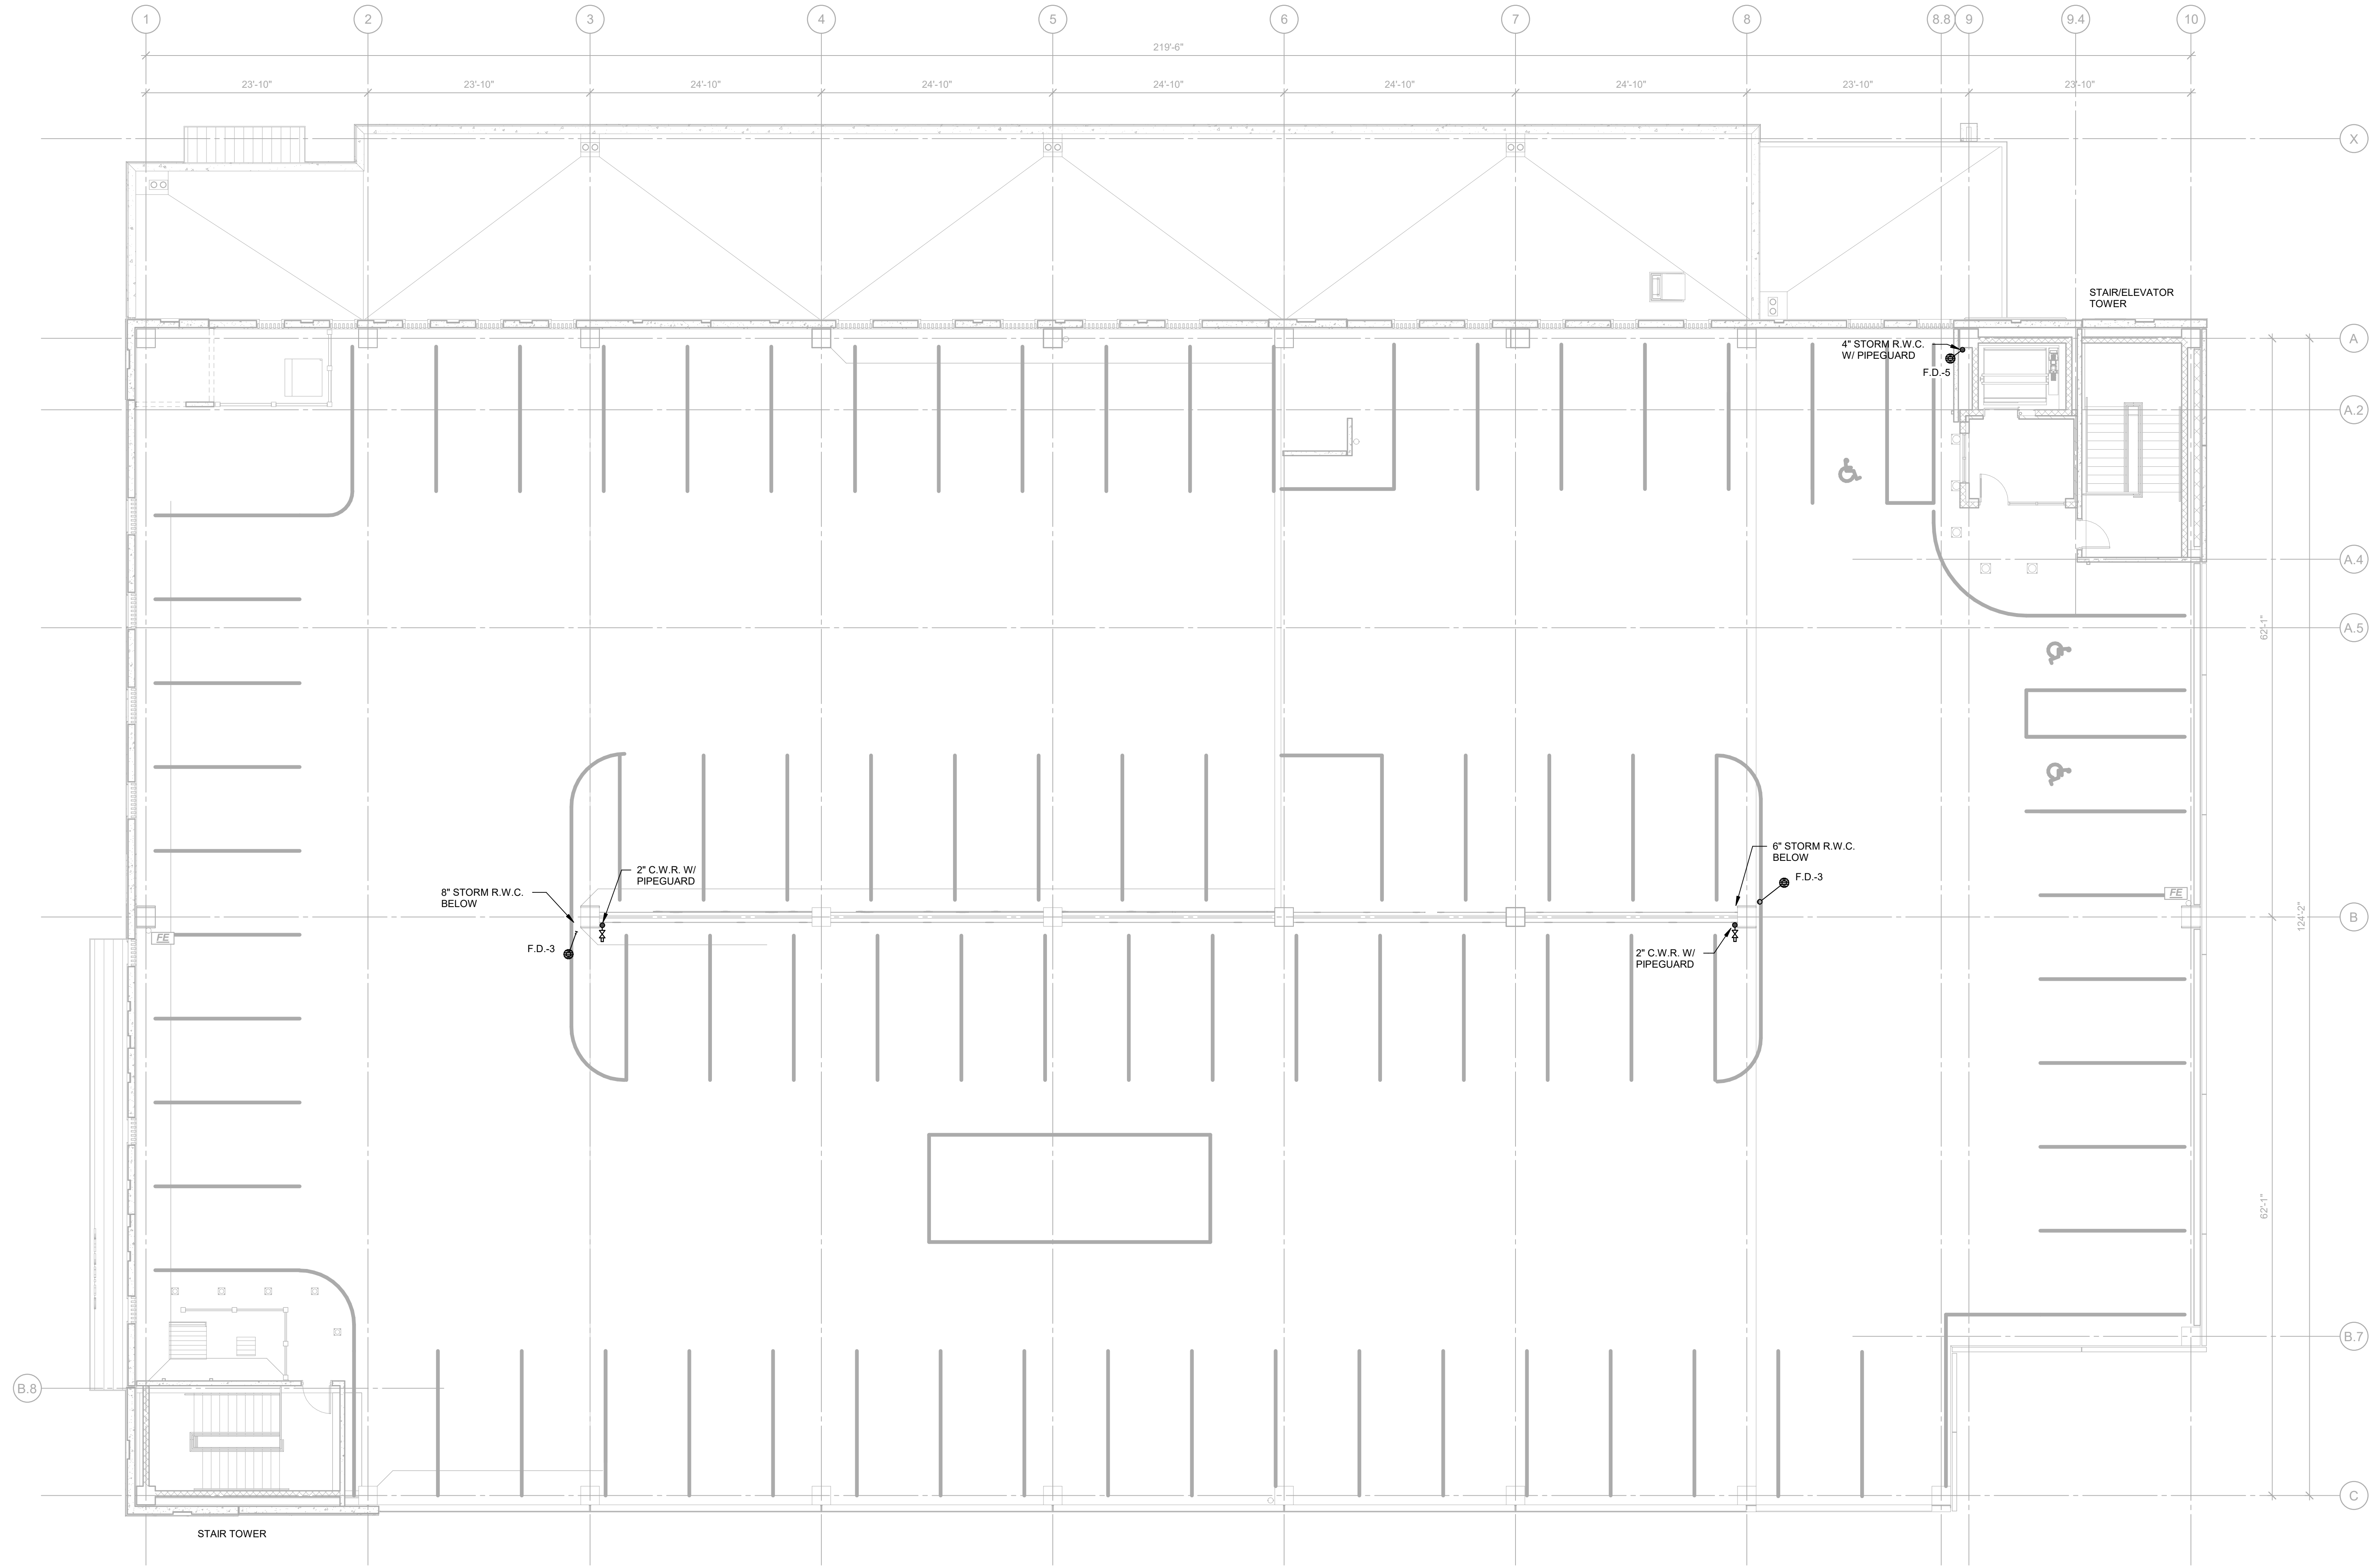 1
2
3
4
5
6
7
8
8.8
9
9.4
10
219'-6"
23'-10"
23'-10"
24'-10"
24'-10"
24'-10"
24'-10"
24'-10"
23'-10"
23'-10"
X
STAIR/ELEVATOR
TOWER
A
4" STORM R.W.C.
W/ PIPEGUARD
F.D.-5
A.2
A.4
A.5
62'-1"
6" STORM R.W.C.
BELOW
2" C.W.R. W/
PIPEGUARD
F.D.-3
8" STORM R.W.C.
BELOW
FE
B
124'-2"
FE
F.D.-3
2" C.W.R. W/
PIPEGUARD
62'-1"
B.7
B.8
C
STAIR TOWER